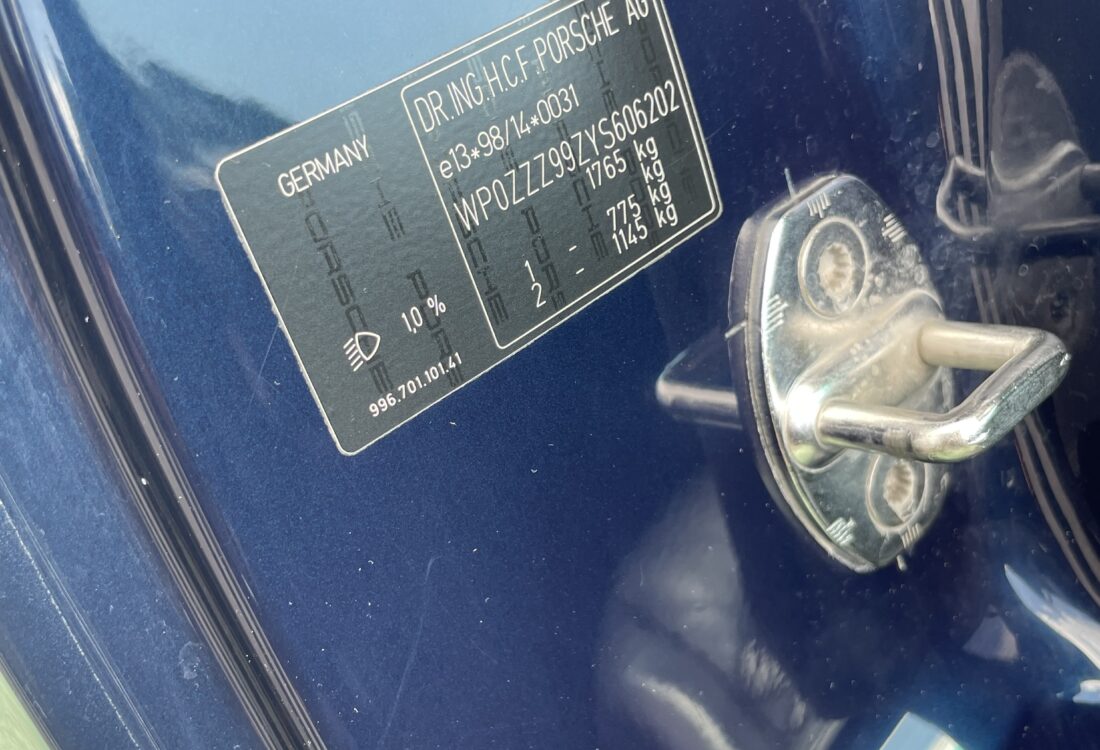 GERMANY
1,0 %
996.701.101.41
DR.ING.H.C.F.PORSCHE AG
e13*98/14*0031
WP0ZZZ99ZYS606202
1765 kg
kg
1 - 775 kg
2 - 1145 kg